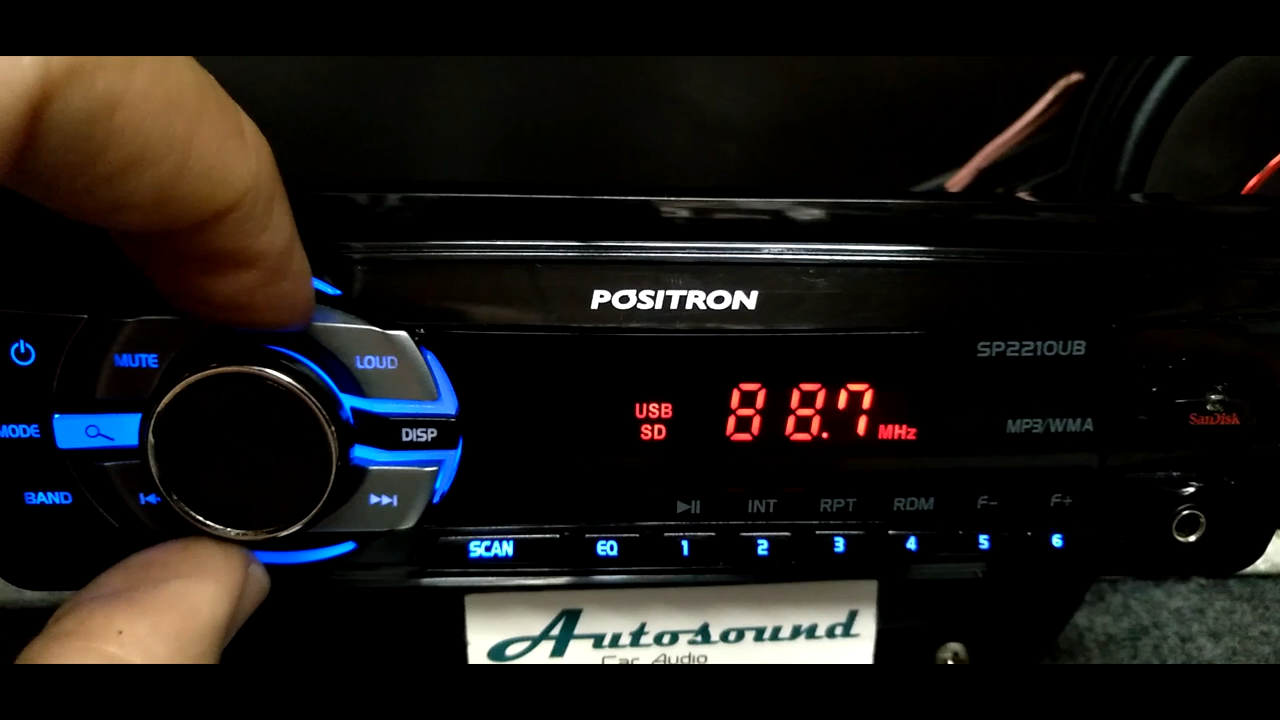 POSITRON
SP2210UB
MUTE
LOUD
USB
SD
88.7 MHz
SanDisk
MODE
DISP
MP3/WMA
BAND
INT
RPT
RDM
F-
F+
SCAN
EQ
1
2
3
4
5
6
Autosound
Car Audio